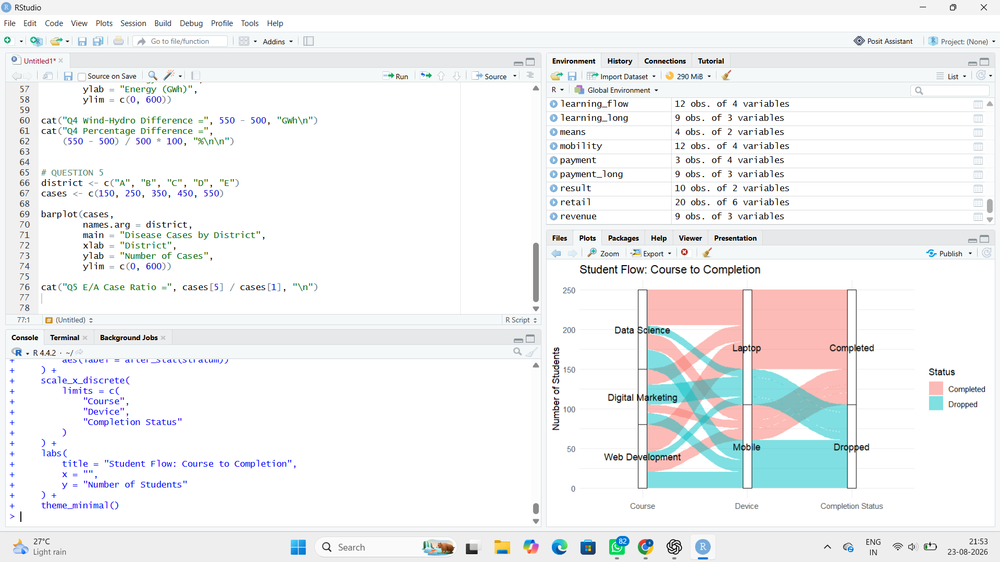 RStudio
File Edit Code View Plots Session Build Debug Profile Tools Help
Go to file/function Addins Posit Assistant Project: (None)
Untitled1*
Source on Save Run Source
57 ylab = "Energy (GWh)",
58 ylim = c(0, 600))
59
60 cat("Q4 Wind-Hydro Difference =", 550 - 500, "GWh\n")
61 cat("Q4 Percentage Difference =",
62 (550 - 500) / 500 * 100, "%\n\n")
63
64
65 # QUESTION 5
66 district <- c("A", "B", "C", "D", "E")
67 cases <- c(150, 250, 350, 450, 550)
68
69 barplot(cases,
70 names.arg = district,
71 main = "Disease Cases by District",
72 xlab = "District",
73 ylab = "Number of Cases",
74 ylim = c(0, 600))
75
76 cat("Q5 E/A Case Ratio =", cases[5] / cases[1], "\n")
77
78
77:1 # (Untitled) R Script
Console Terminal Background Jobs
R 4.4.2 · ~/
+ aes(label = after_stat(stratum))
+ ) +
+ scale_x_discrete(
+ limits = c(
+ "Course",
+ "Device",
+ "Completion Status"
+ )
+ ) +
+ labs(
+ title = "Student Flow: Course to Completion",
+ x = "",
+ y = "Number of Students"
+ ) +
+ theme_minimal()
>
Environment History Connections Tutorial
Import Dataset 290 MiB List
R Global Environment
learning_flow 12 obs. of 4 variables
learning_long 9 obs. of 3 variables
means 4 obs. of 2 variables
mobility 12 obs. of 4 variables
payment 3 obs. of 4 variables
payment_long 9 obs. of 3 variables
result 10 obs. of 2 variables
retail 20 obs. of 6 variables
revenue 9 obs. of 3 variables
Files Plots Packages Help Viewer Presentation
Zoom Export Publish
Student Flow: Course to Completion
Number of Students
250
200
150
100
50
0
Data Science
Digital Marketing
Web Development
Laptop
Mobile
Completed
Dropped
Course Device Completion Status
Status
Completed
Dropped
27°C
Light rain
Search
82
ENG
IN
21:53
23-08-2026